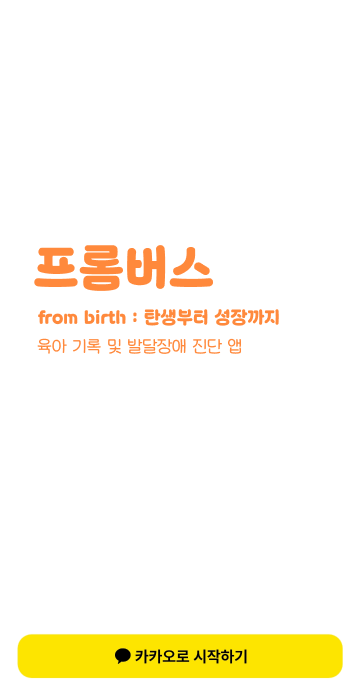 프롬버스
from birth : 탄생부터 성장까지
육아 기록 및 발달장애 진단 앱
카카오로 시작하기